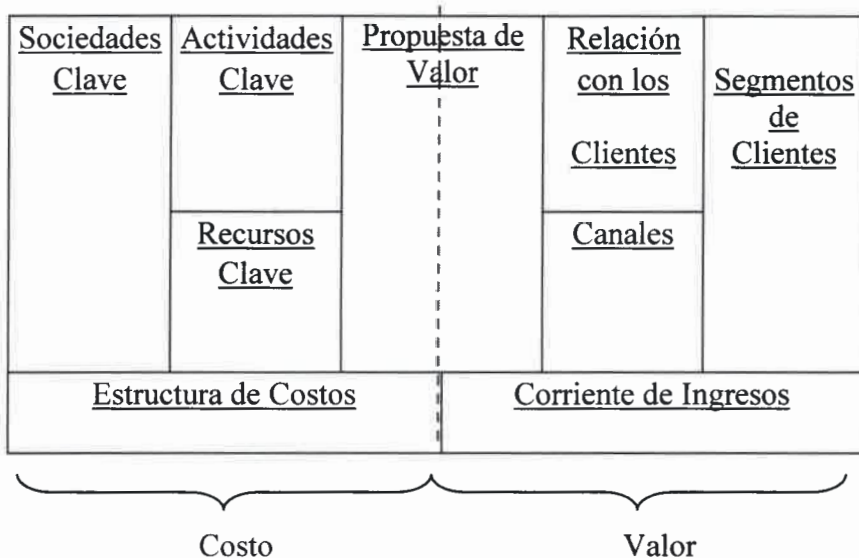 Sociedades
Clave
Actividades
Clave
Recursos
Clave
Propuesta de
Valor
Relación
con los
Clientes
Canales
Segmentos
de
Clientes
Estructura de Costos
Corriente de Ingresos
Costo
Valor